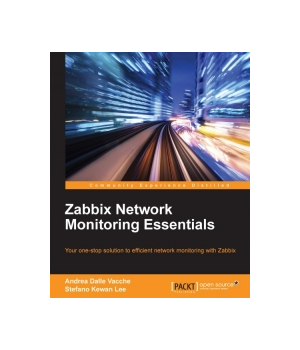 Community Experience Distilled
Zabbix Network
Monitoring Essentials
Your one-stop solution to efficient network monitoring with Zabbix
Andrea Dalle Vacche
Stefano Kewan Lee
[PACKT] open source*